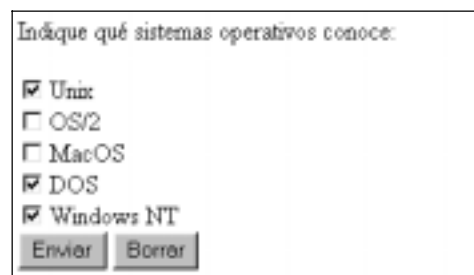 Indique qué sistemas operativos conoce:
Unix
OS/2
MacOS
DOS
Windows NT
Enviar Borrar